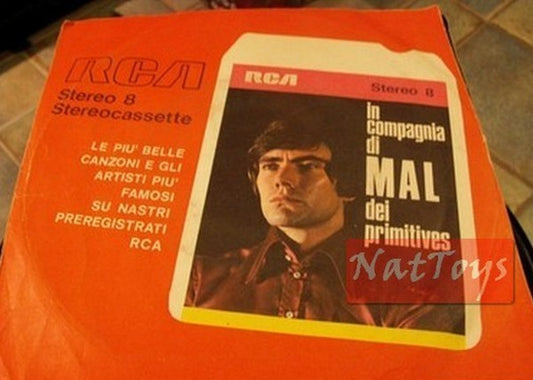 RCA
Stereo 8
Stereocassette
LE PIU' BELLE
CANZONI E GLI
ARTISTI PIU'
FAMOSI
SU NASTRI
PREREGISTRATI
RCA
RCA Stereo 8
in
compagnia
di
MAL
dei
primitives
NatToys